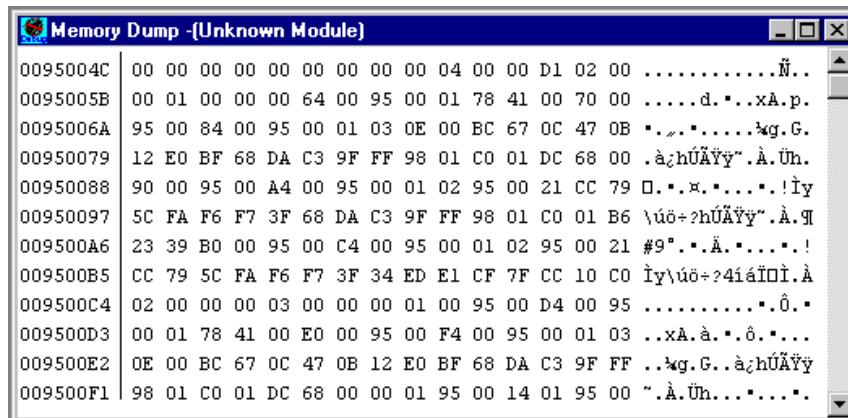 Memory Dump -(Unknown Module)
0095004C 00 00 00 00 00 00 00 00 00 04 00 00 D1 02 00 ............Ñ..
0095005B 00 01 00 00 00 64 00 95 00 01 78 41 00 70 00 .....d.•..xA.p.
0095006A 95 00 84 00 95 00 01 03 0E 00 BC 67 0C 47 0B •.„.•.....¼g.G.
00950079 12 E0 BF 68 DA C3 9F FF 98 01 C0 01 DC 68 00 .à¿hÚÃŸÿ˜.À.Üh.
00950088 90 00 95 00 A4 00 95 00 01 02 95 00 21 CC 79 □.•.¤.•...•.!Ìy
00950097 5C FA F6 F7 3F 68 DA C3 9F FF 98 01 C0 01 B6 \úö÷?hÚÃŸÿ˜.À.¶
009500A6 23 39 B0 00 95 00 C4 00 95 00 01 02 95 00 21 #9°.•.Ä.•...•.!
009500B5 CC 79 5C FA F6 F7 3F 34 ED E1 CF 7F CC 10 C0 Ìy\úö÷?4íáÏ□Ì.À
009500C4 02 00 00 00 03 00 00 00 01 00 95 00 D4 00 95 ..........•.Ô.•
009500D3 00 01 78 41 00 E0 00 95 00 F4 00 95 00 01 03 ..xA.à.•.ô.•...
009500E2 0E 00 BC 67 0C 47 0B 12 E0 BF 68 DA C3 9F FF ..¼g.G..à¿hÚÃŸÿ
009500F1 98 01 C0 01 DC 68 00 00 01 95 00 14 01 95 00 ˜.À.Üh...•...•.